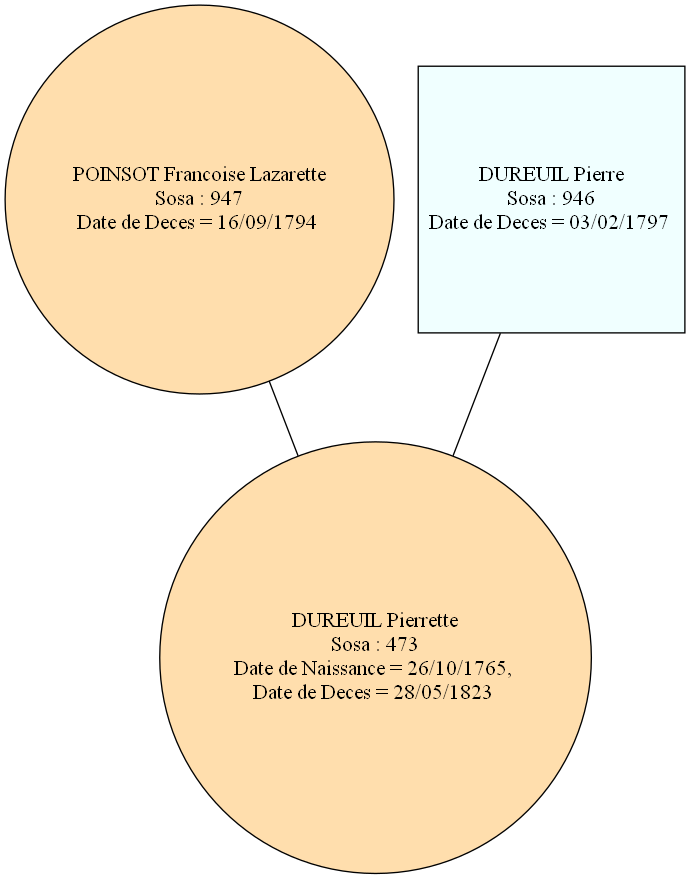 POINSOT Francoise Lazarette
Sosa : 947
Date de Deces = 16/09/1794
DUREUIL Pierre
Sosa : 946
Date de Deces = 03/02/1797
DUREUIL Pierrette
Sosa : 473
Date de Naissance = 26/10/1765,
Date de Deces = 28/05/1823